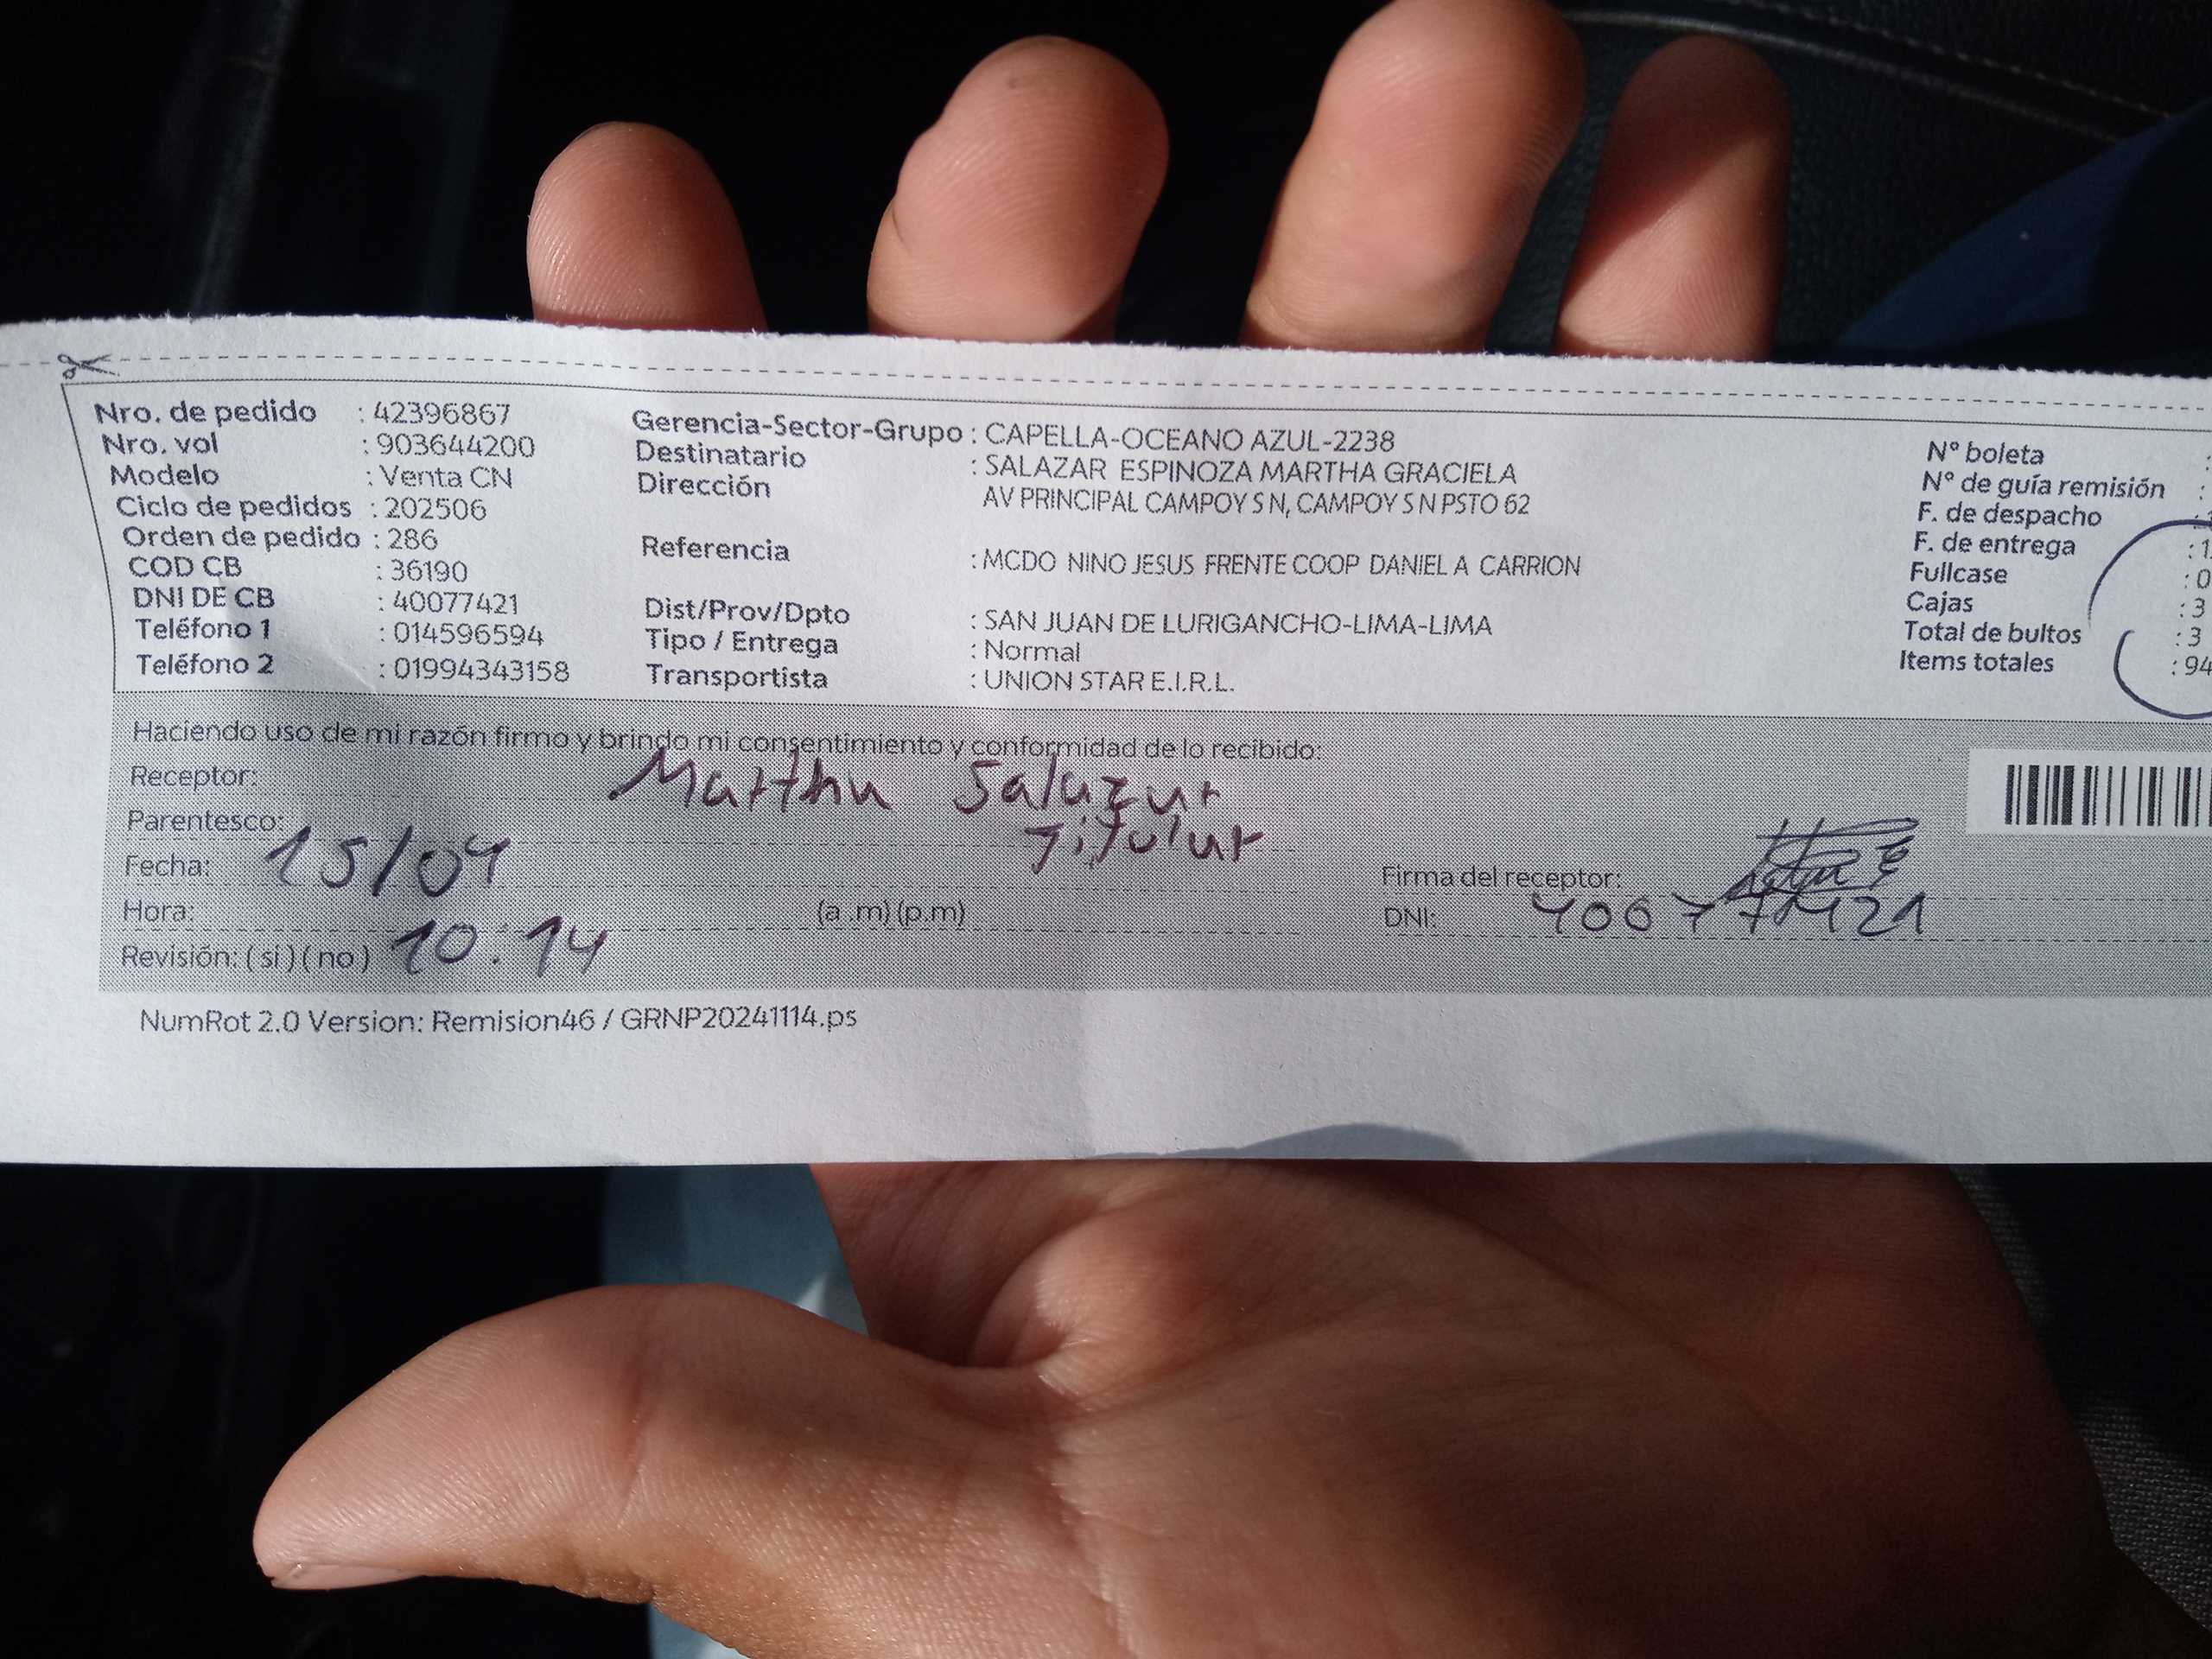 Nro. de pedido : 42396867
Nro. vol : 903644200
Modelo : Venta CN
Ciclo de pedidos : 202506
Orden de pedido : 286
COD CB : 36190
DNI DE CB : 40077421
Teléfono 1 : 014596594
Teléfono 2 : 01994343158
Gerencia-Sector-Grupo : CAPELLA-OCEANO AZUL-2238
Destinatario : SALAZAR ESPINOZA MARTHA GRACIELA
Dirección AV PRINCIPAL CAMPOY S N, CAMPOY S N PSTO 62
Referencia : MCDO NINO JESUS FRENTE COOP DANIEL A CARRION
Dist/Prov/Dpto : SAN JUAN DE LURIGANCHO-LIMA-LIMA
Tipo / Entrega : Normal
Transportista : UNION STAR E.I.R.L.
N° boleta :
N° de guía remisión :
F. de despacho :
F. de entrega : 1
Fullcase : 0
Cajas : 3
Total de bultos : 3
Items totales : 94
Haciendo uso de mi razón firmo y brindo mi consentimiento y conformidad de lo recibido:
Receptor: Martha Salazar
Parentesco: Titular
Fecha: 15/04
Hora: (a.m)(p.m)
Revisión: (si)(no) 10:14
Firma del receptor:
DNI:
NumRot 2.0 Version: Remision46 / GRNP20241114.ps